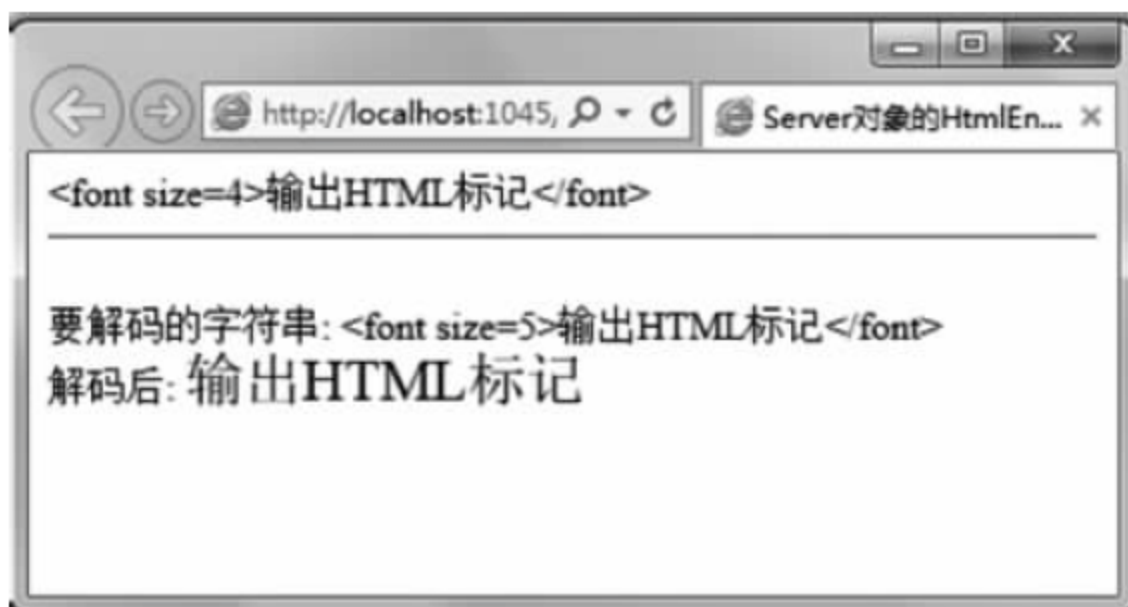 http://localhost:1045,
Server对象的HtmlEn...
<font size=4>输出HTML标记</font>
要解码的字符串: <font size=5>输出HTML标记</font>
解码后: 输出HTML标记